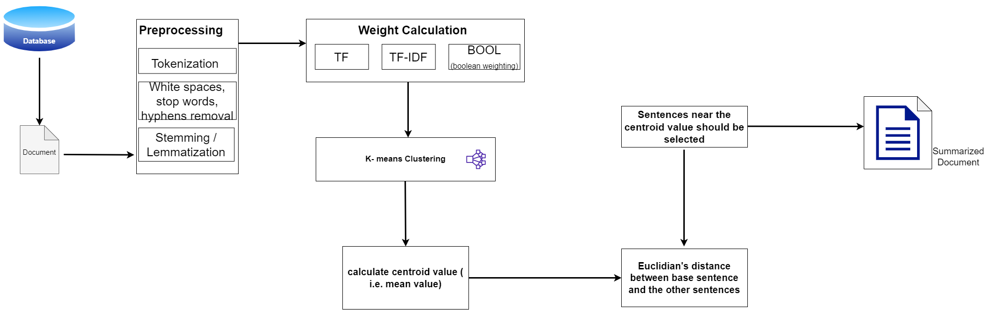 Database
Document
Preprocessing
Tokenization
White spaces,
stop words,
hyphens removal
Stemming /
Lemmatization
Weight Calculation
TF
TF-IDF
BOOL
(boolean weighting)
K- means Clustering
calculate centroid value (
i.e. mean value)
Euclidian's distance
between base sentence
and the other sentences
Sentences near the
centroid value should be
selected
Summarized
Document